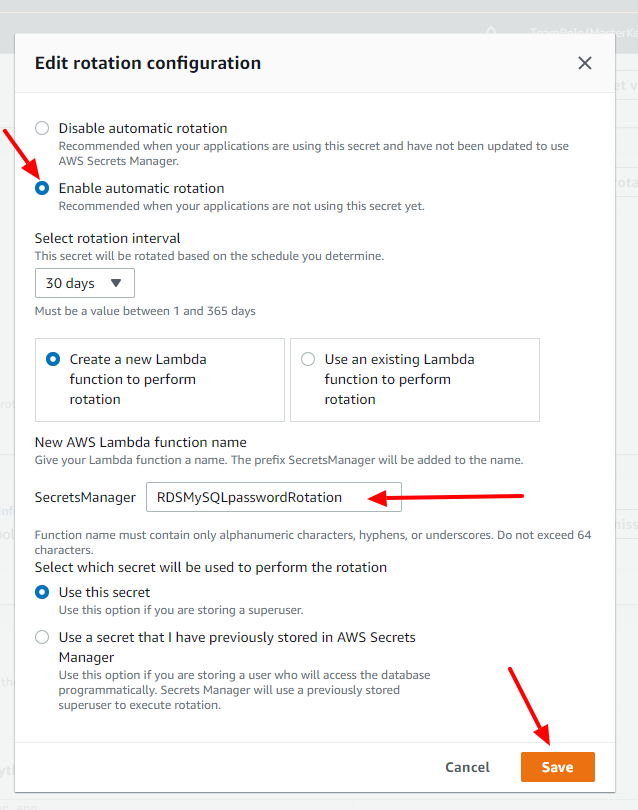 Edit rotation configuration
Disable automatic rotation
Recommended when your applications are using this secret and have not been updated to use
AWS Secrets Manager.
Enable automatic rotation
Recommended when your applications are not using this secret yet.
Select rotation interval
This secret will be rotated based on the schedule you determine.
30 days
Must be a value between 1 and 365 days
Create a new Lambda
function to perform
rotation
Use an existing Lambda
function to perform
rotation
New AWS Lambda function name
Give your Lambda function a name. The prefix SecretsManager will be added to the name.
SecretsManager RDSMySQLpasswordRotation
Function name must contain only alphanumeric characters, hyphens, or underscores. Do not exceed 64
characters.
Select which secret will be used to perform the rotation
Use this secret
Use this option if you are storing a superuser.
Use a secret that I have previously stored in AWS Secrets
Manager
Use this option if you are storing a user who will access the database
programmatically. Secrets Manager will use a previously stored
superuser to execute rotation.
Cancel Save